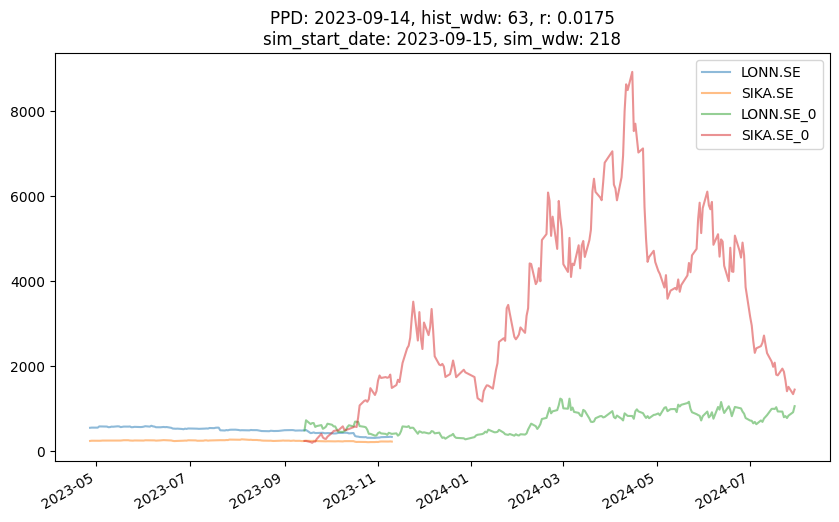 PPD: 2023-09-14, hist_wdw: 63, r: 0.0175
sim_start_date: 2023-09-15, sim_wdw: 218
LONN.SE
SIKA.SE
LONN.SE_0
SIKA.SE_0
8000
6000
4000
2000
0
2023-05
2023-07
2023-09
2023-11
2024-01
2024-03
2024-05
2024-07